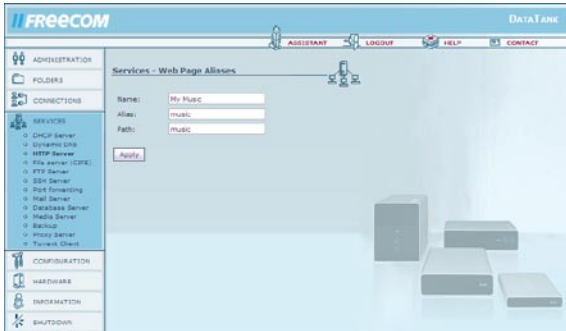 FREECOM
DATATANK
ASSISTANT
LOGOUT
HELP
CONTACT
ADMINISTRATION
FOLDERS
CONNECTIONS
SERVICES
DHCP Server
Dynamic DNS
HTTP Server
File server (CIFS)
FTP Server
SSH Server
Port forwarding
Mail Server
Database Server
Media Server
Backup
Proxy Server
Torrent Client
CONFIGURATION
HARDWARE
INFORMATION
SHUTDOWN
Services - Web Page Aliases
Name: My Music
Alias: music
Path: music
Apply